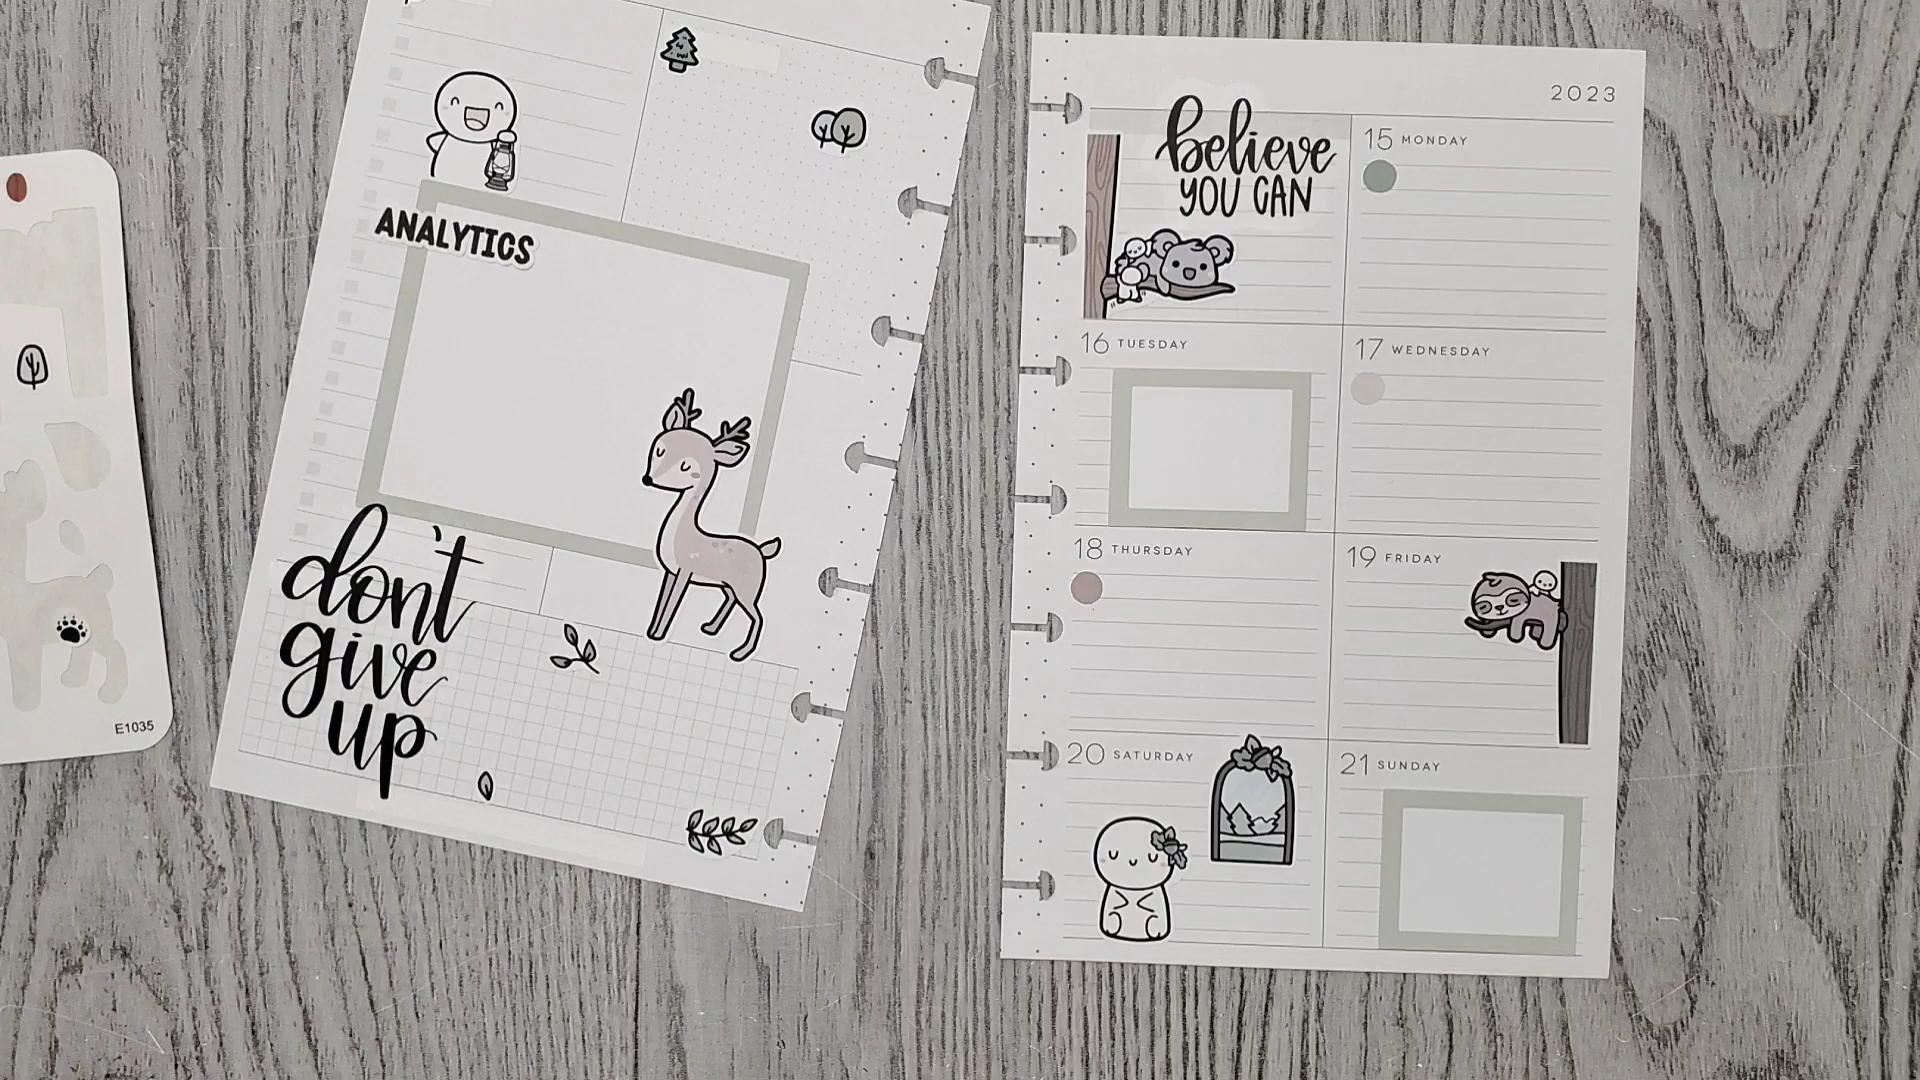 ANALYTICS
don't
give
up
E1035
2023
believe
YOU CAN
15 MONDAY
16 TUESDAY
17 WEDNESDAY
18 THURSDAY
19 FRIDAY
20 SATURDAY
21 SUNDAY